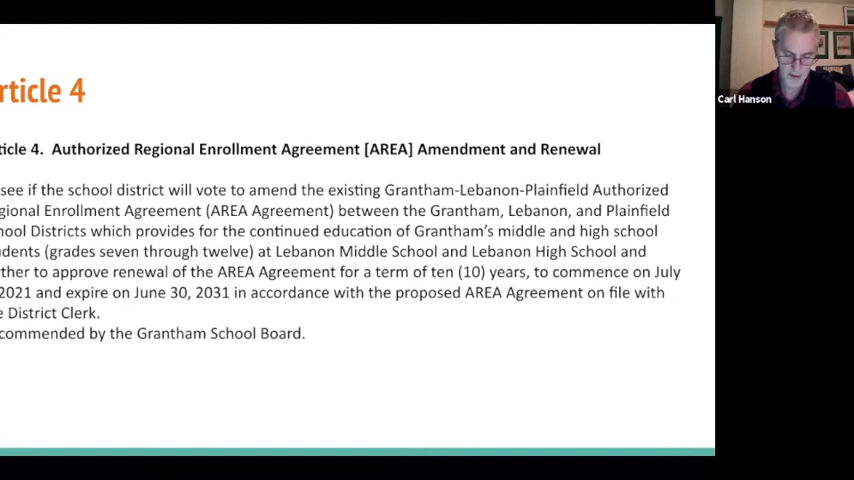 rticle 4
ticle 4. Authorized Regional Enrollment Agreement [AREA] Amendment and Renewal
see if the school district will vote to amend the existing Grantham-Lebanon-Plainfield Authorized
gional Enrollment Agreement (AREA Agreement) between the Grantham, Lebanon, and Plainfield
hool Districts which provides for the continued education of Grantham's middle and high school
udents (grades seven through twelve) at Lebanon Middle School and Lebanon High School and
rther to approve renewal of the AREA Agreement for a term of ten (10) years, to commence on July
2021 and expire on June 30, 2031 in accordance with the proposed AREA Agreement on file with
e District Clerk.
commended by the Grantham School Board.
Carl Hanson